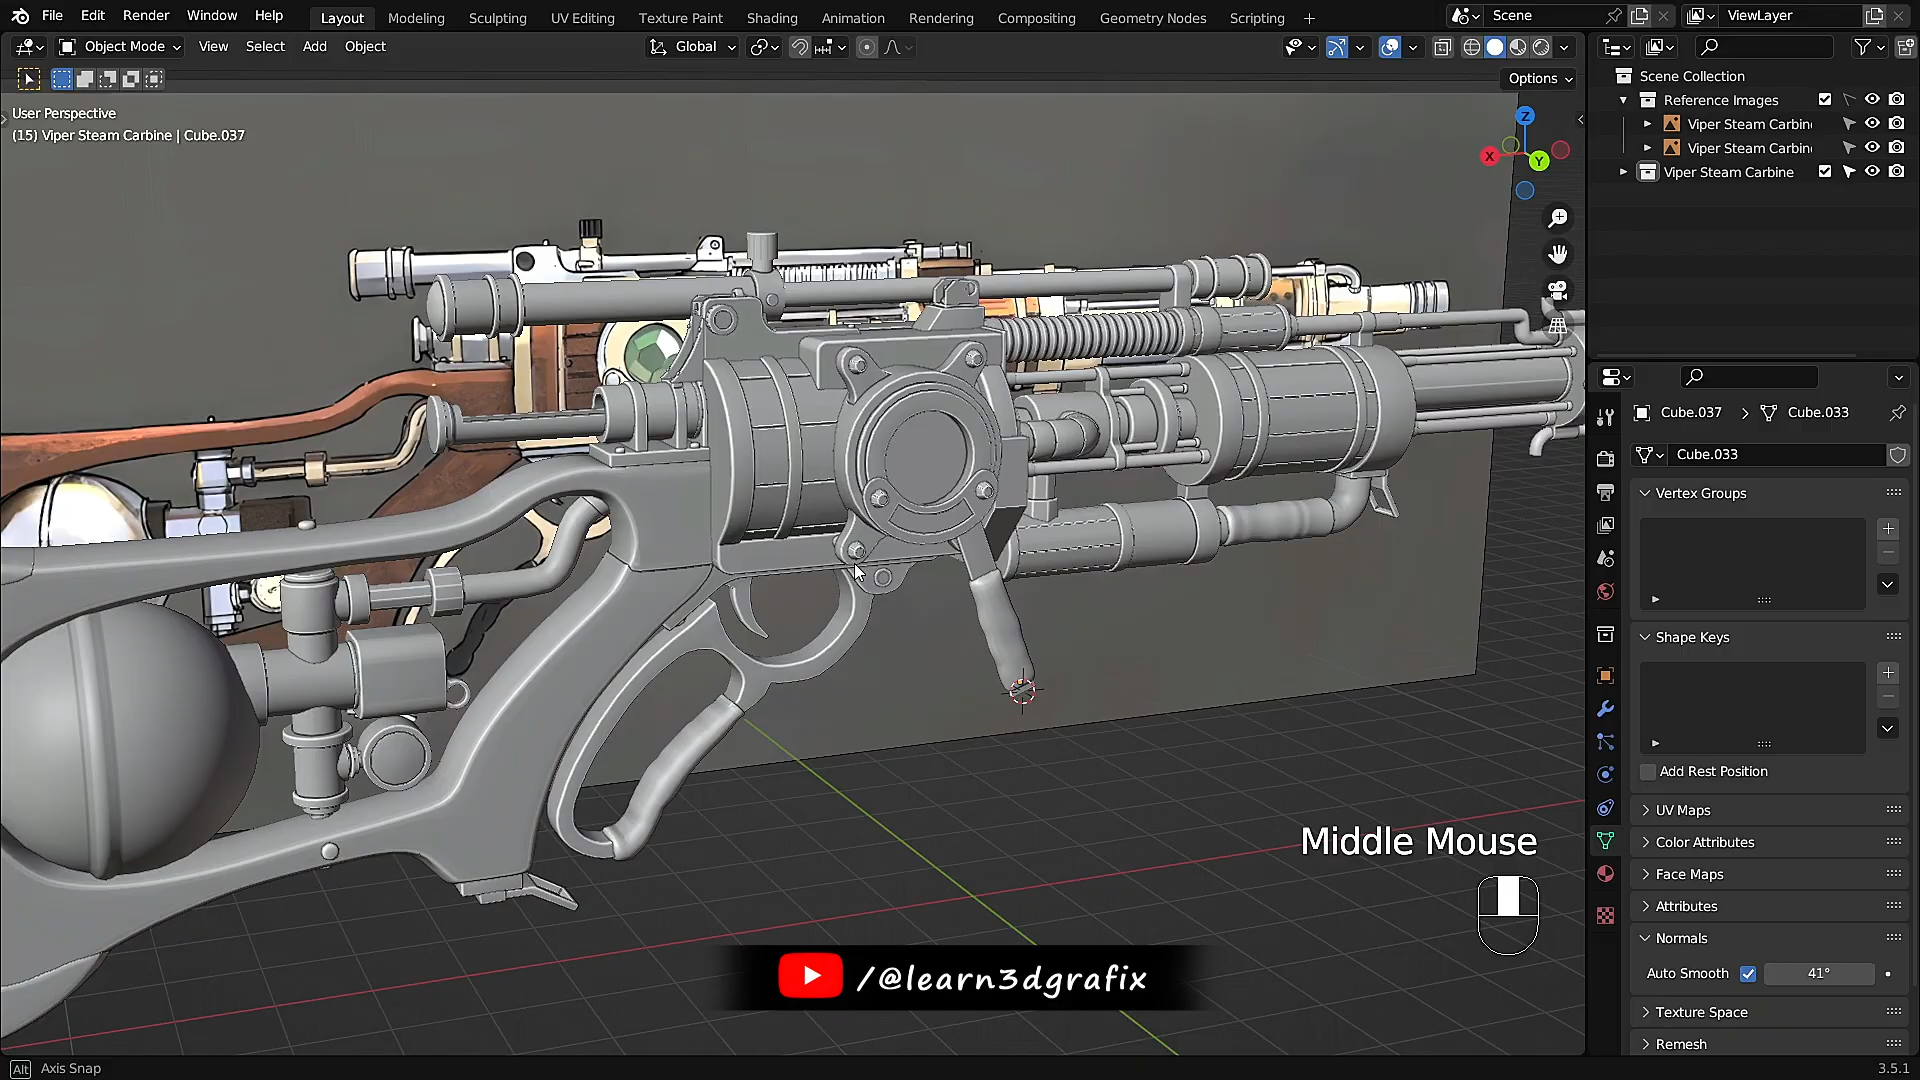 File Edit Render Window Help Layout Modeling Sculpting UV Editing Texture Paint Shading Animation Rendering Compositing Geometry Nodes Scripting + Scene ViewLayer
Object Mode View Select Add Object Global
Options
User Perspective
(15) Viper Steam Carbine | Cube.037
Z
X
Y
Scene Collection
Reference Images
Viper Steam Carbin
Viper Steam Carbin
Viper Steam Carbine
Cube.037 Cube.033
Cube.033
Vertex Groups
Shape Keys
Add Rest Position
UV Maps
Color Attributes
Face Maps
Attributes
Normals
Auto Smooth 41°
Texture Space
Remesh
Middle Mouse
/@learn3dgrafix
Alt Axis Snap
3.5.1